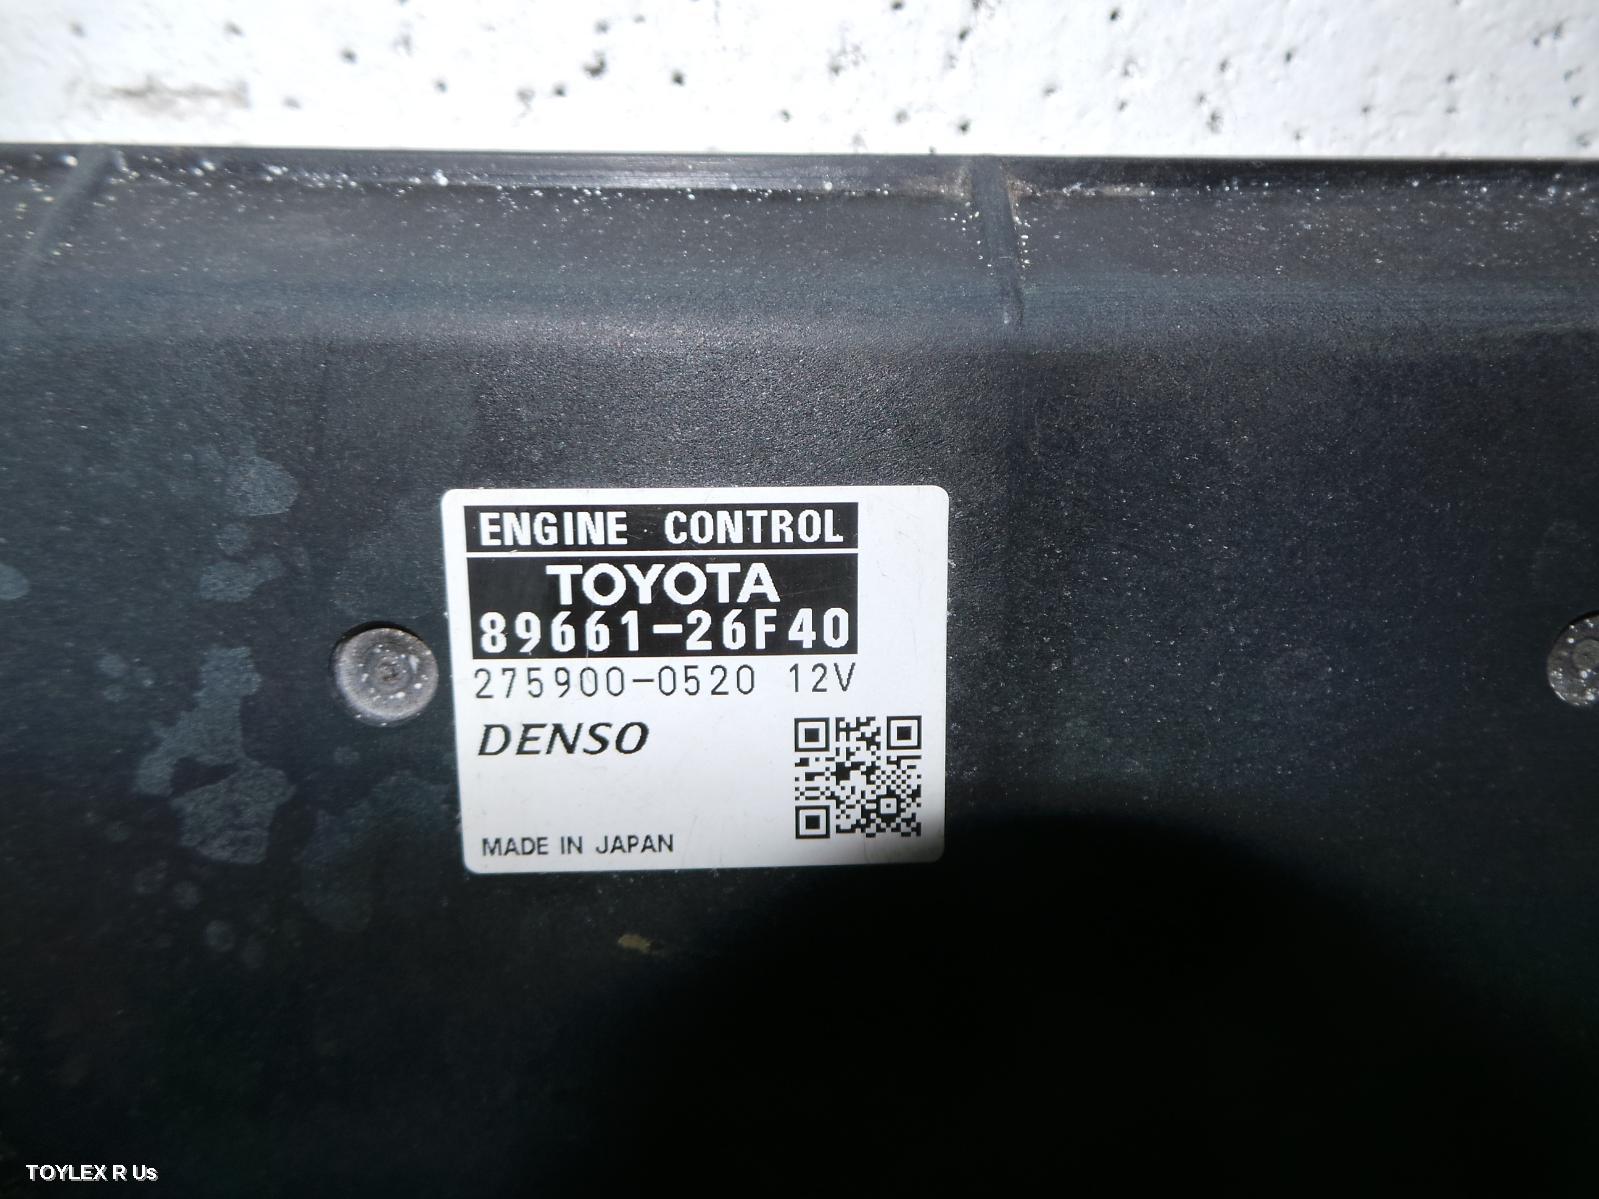 ENGINE CONTROL
TOYOTA
89661-26F40
275900-0520 12V
DENSO
MADE IN JAPAN
TOYLEX R Us